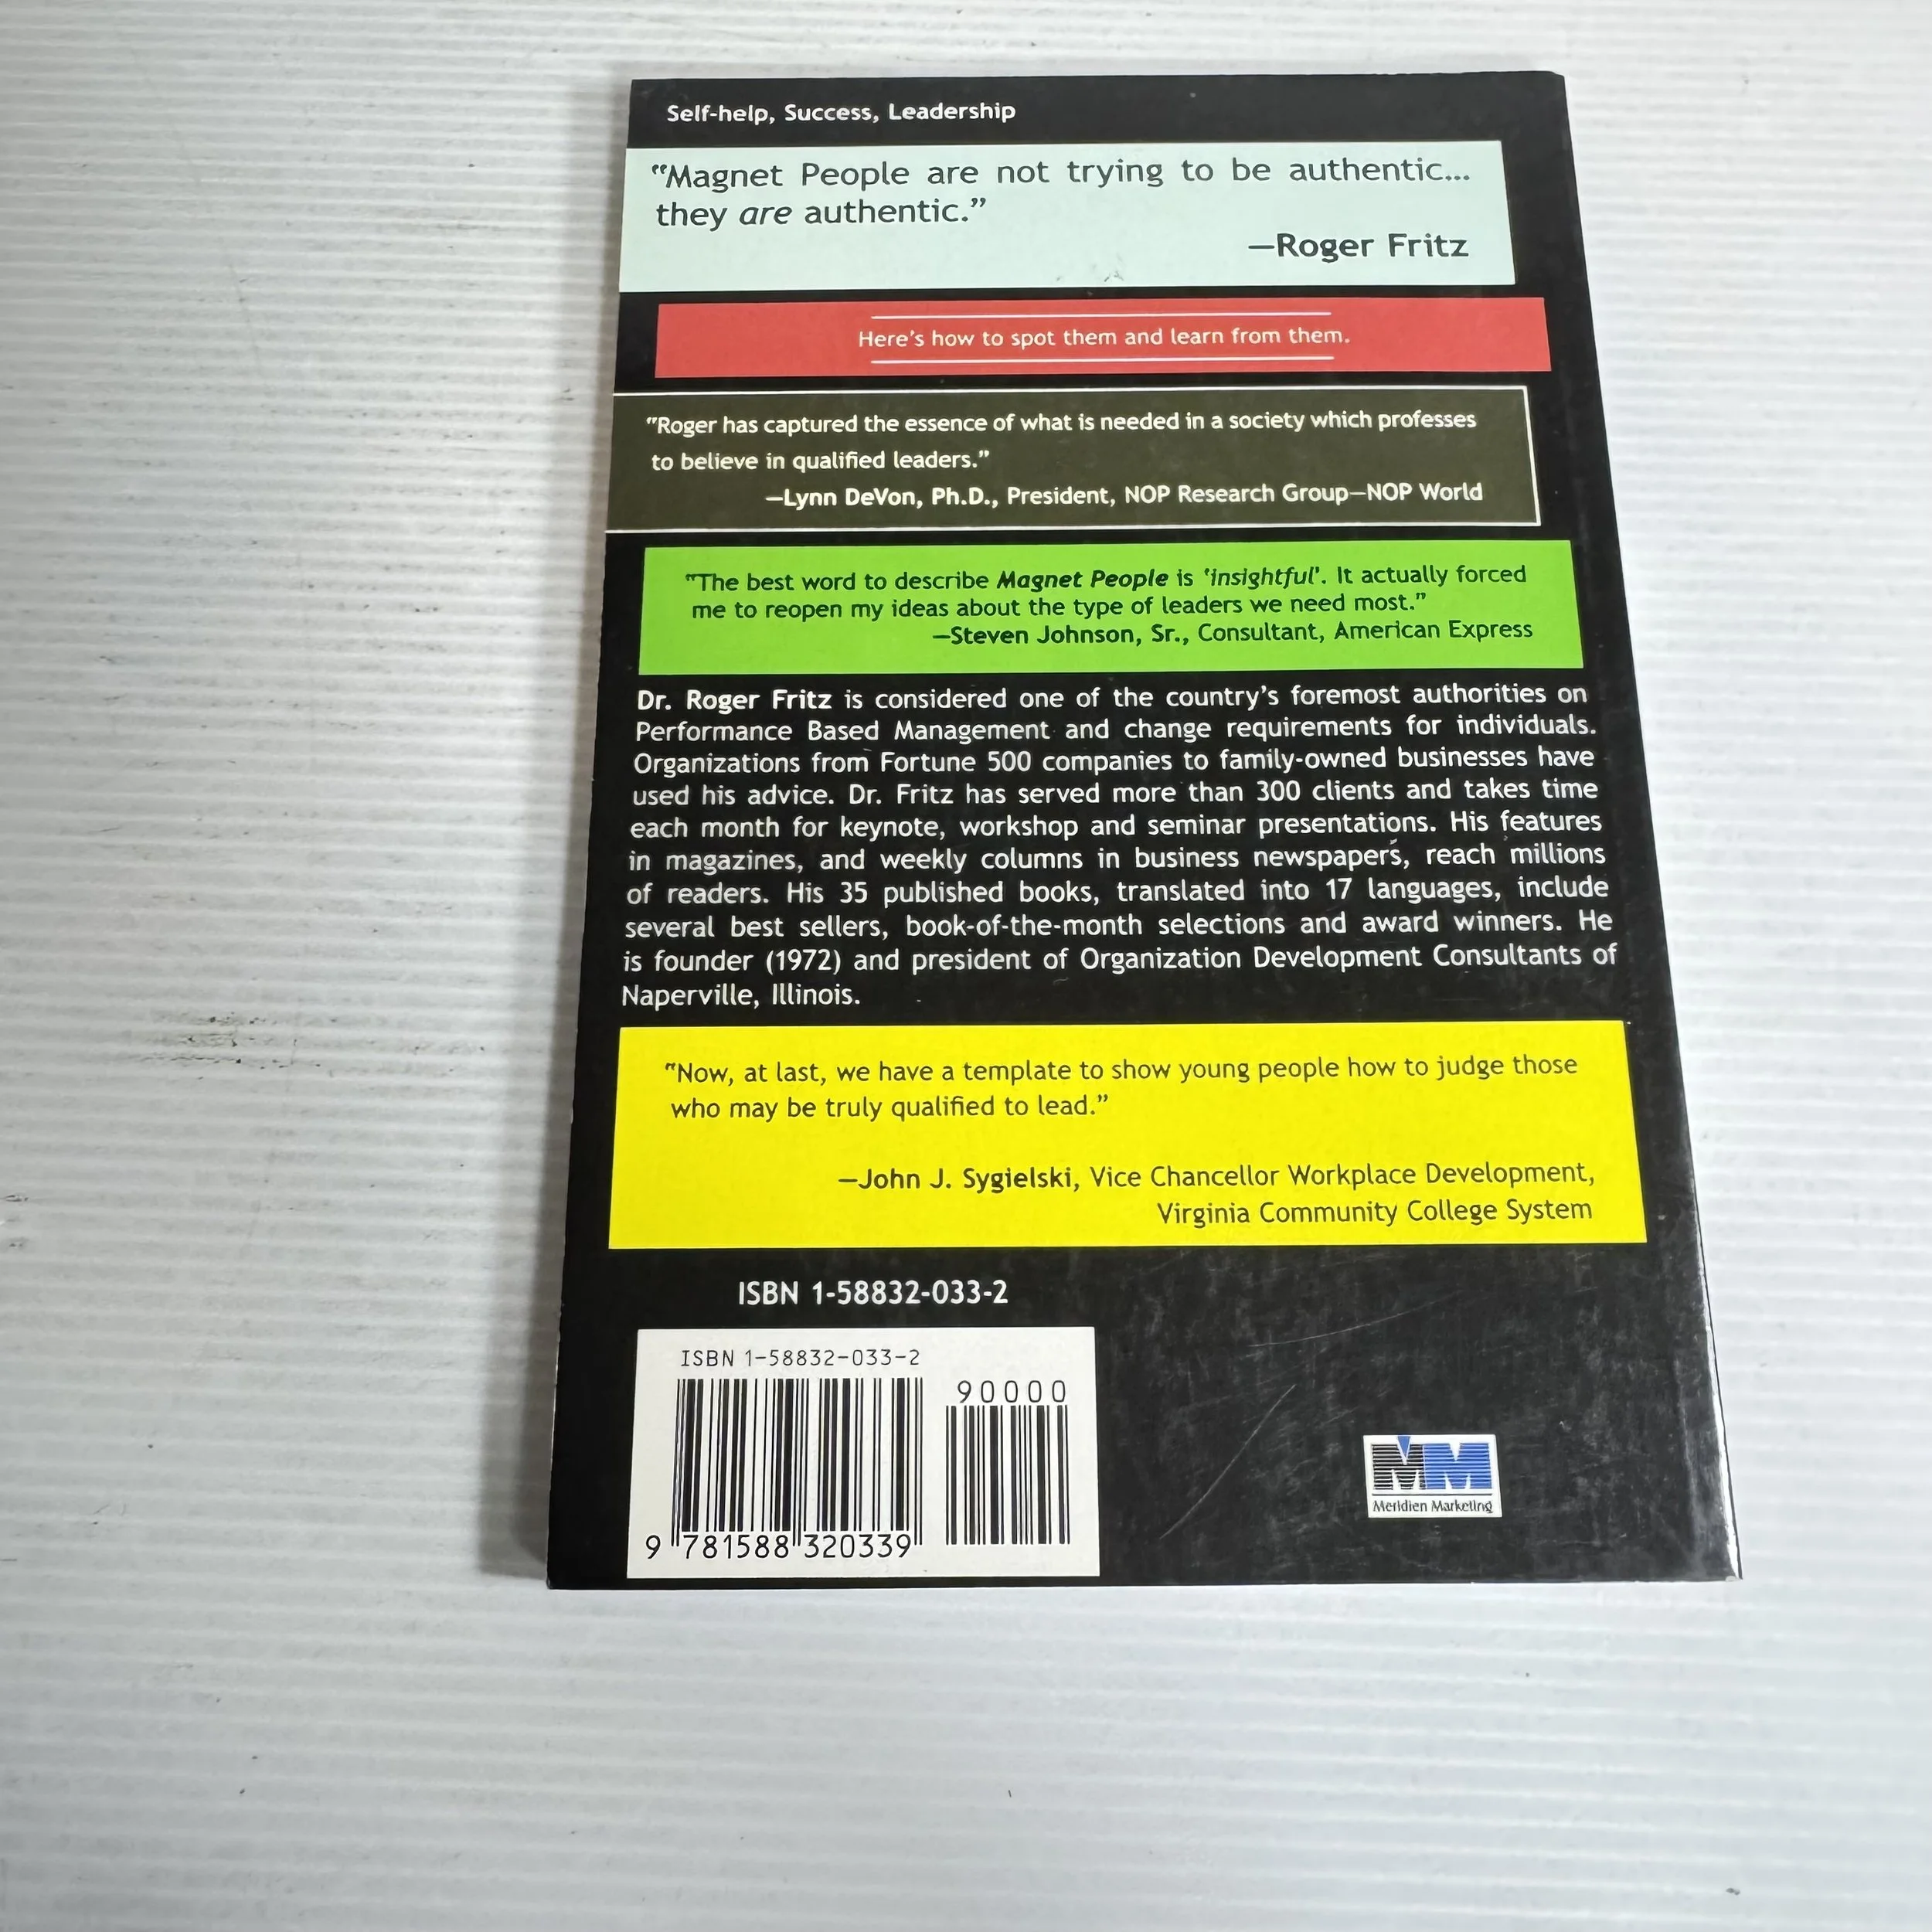 Self-help, Success, Leadership
“Magnet People are not trying to be authentic...
they are authentic.”
—Roger Fritz
Here’s how to spot them and learn from them.
“Roger has captured the essence of what is needed in a society which professes
to believe in qualified leaders.”
—Lynn DeVon, Ph.D., President, NOP Research Group—NOP World
“The best word to describe Magnet People is ‘insightful’. It actually forced
me to reopen my ideas about the type of leaders we need most.”
—Steven Johnson, Sr., Consultant, American Express
Dr. Roger Fritz is considered one of the country’s foremost authorities on
Performance Based Management and change requirements for individuals.
Organizations from Fortune 500 companies to family-owned businesses have
used his advice. Dr. Fritz has served more than 300 clients and takes time
each month for keynote, workshop and seminar presentations. His features
in magazines, and weekly columns in business newspapers, reach millions
of readers. His 35 published books, translated into 17 languages, include
several best sellers, book-of-the-month selections and award winners. He
is founder (1972) and president of Organization Development Consultants of
Naperville, Illinois.
“Now, at last, we have a template to show young people how to judge those
who may be truly qualified to lead.”
—John J. Sygielski, Vice Chancellor Workplace Development,
Virginia Community College System
ISBN 1-58832-033-2
ISBN 1-58832-033-2
90000
9 781588 320339
MM
Meridien Marketing